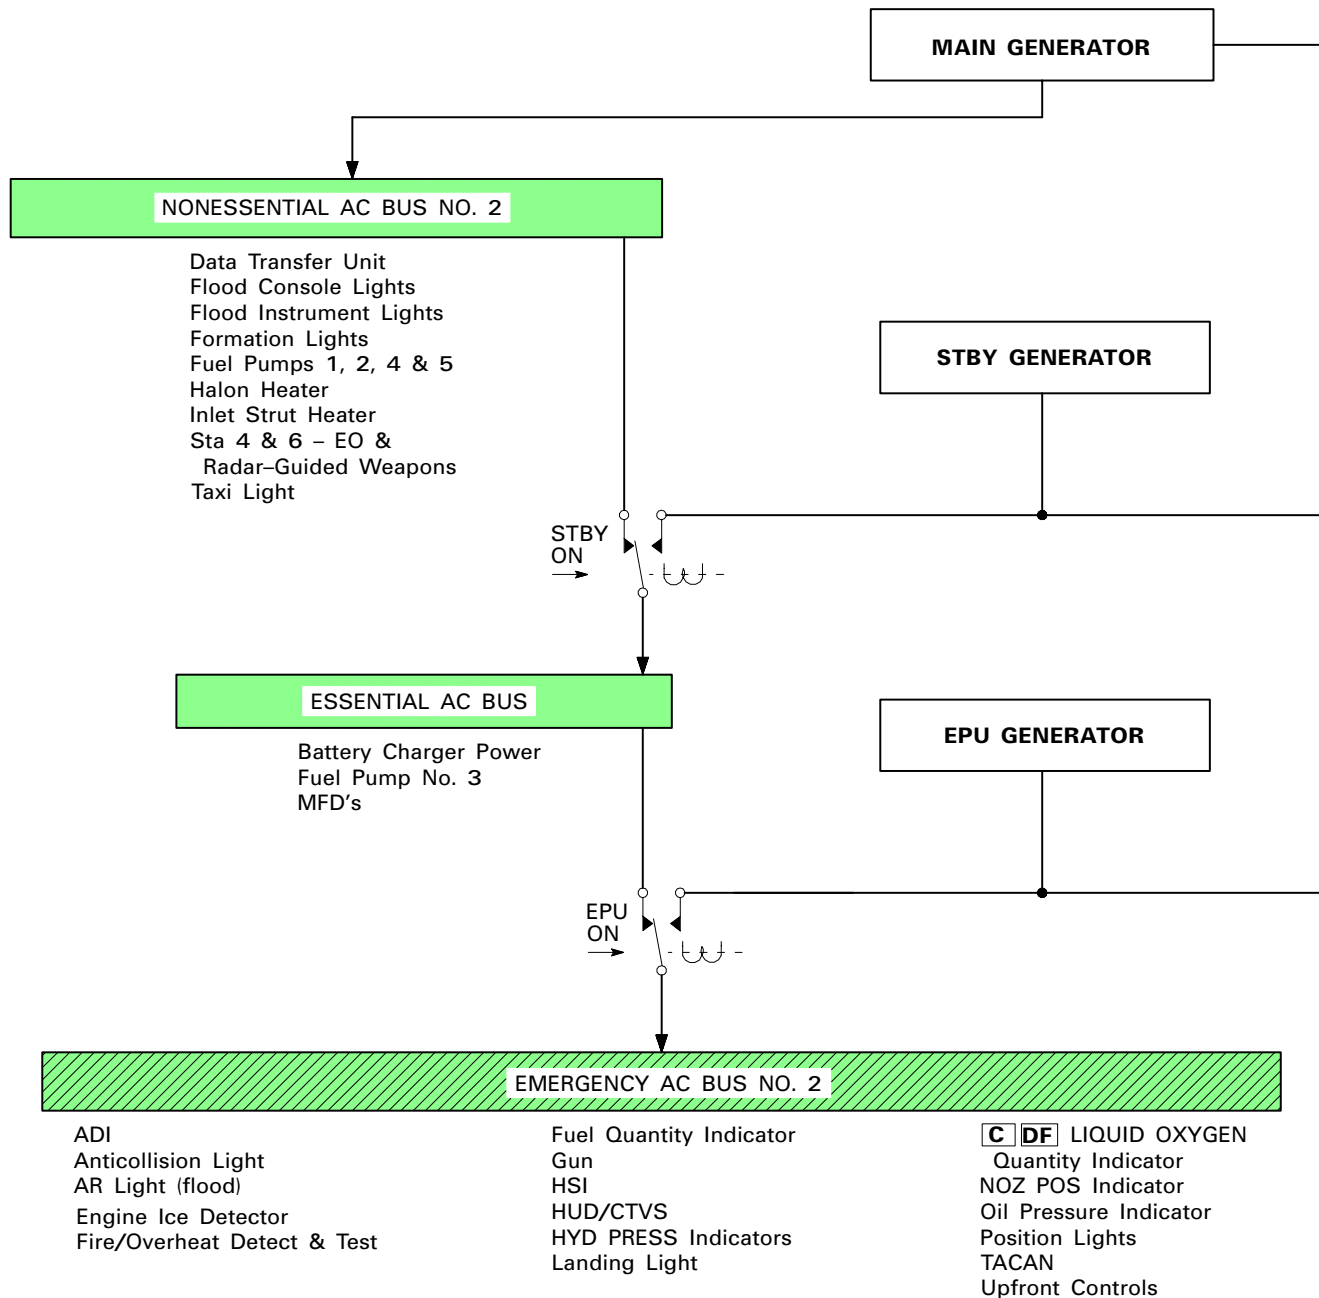 MAIN GENERATOR
NONESSENTIAL AC BUS NO. 2
Data Transfer Unit
Flood Console Lights
Flood Instrument Lights
Formation Lights
Fuel Pumps 1, 2, 4 & 5
Halon Heater
Inlet Strut Heater
Sta 4 & 6 – EO &
Radar–Guided Weapons
Taxi Light
STBY GENERATOR
STBY
ON
ESSENTIAL AC BUS
Battery Charger Power
Fuel Pump No. 3
MFD's
EPU GENERATOR
EPU
ON
EMERGENCY AC BUS NO. 2
ADI
Anticollision Light
AR Light (flood)
Engine Ice Detector
Fire/Overheat Detect & Test
Fuel Quantity Indicator
Gun
HSI
HUD/CTVS
HYD PRESS Indicators
Landing Light
C DF LIQUID OXYGEN
Quantity Indicator
NOZ POS Indicator
Oil Pressure Indicator
Position Lights
TACAN
Upfront Controls